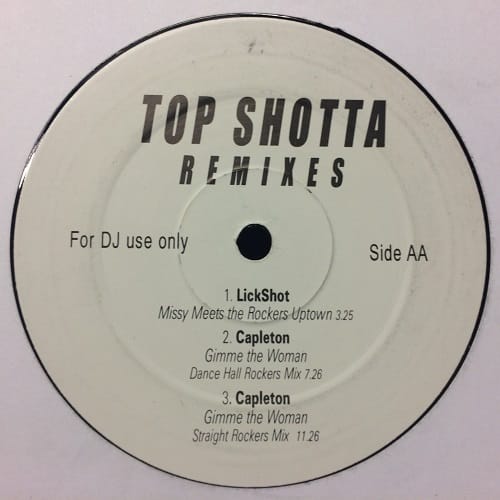 TOP SHOTTA
REMIXES
For DJ use only
Side AA
1. LickShot
Missy Meets the Rockers Uptown 3.25
2. Capleton
Gimme the Woman
Dance Hall Rockers Mix 7.26
3. Capleton
Gimme the Woman
Straight Rockers Mix 11.26